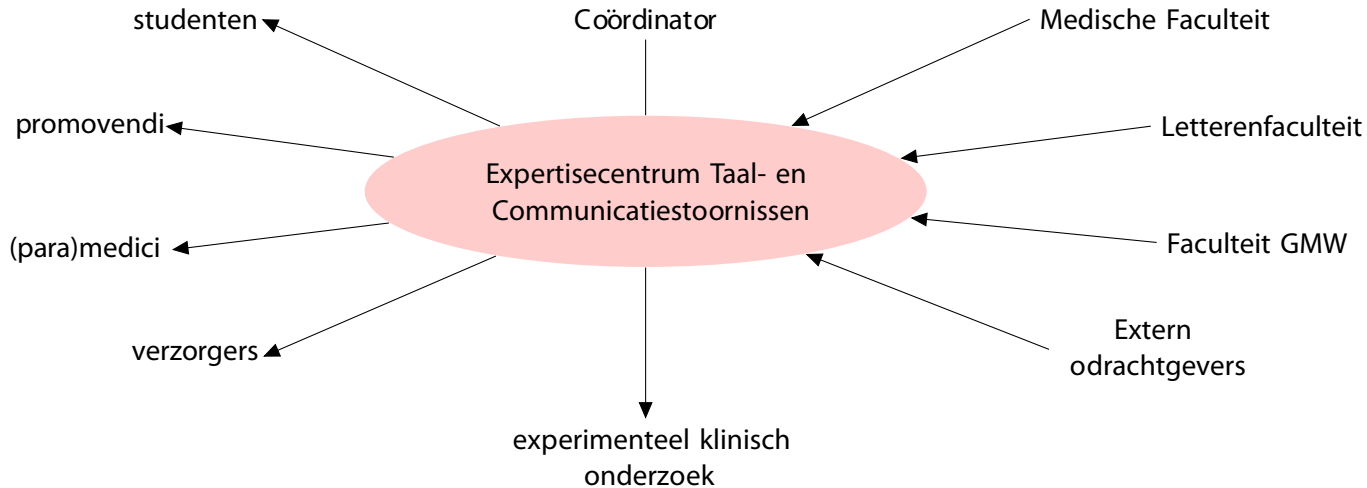 studenten
Coördinator
Medische Faculteit
promovendi
Letterenfaculteit
Expertisecentrum Taal- en
Communicatiestoornissen
(para)medici
Faculteit GMW
verzorgers
Extern
odrachtgevers
experimenteel klinisch
onderzoek